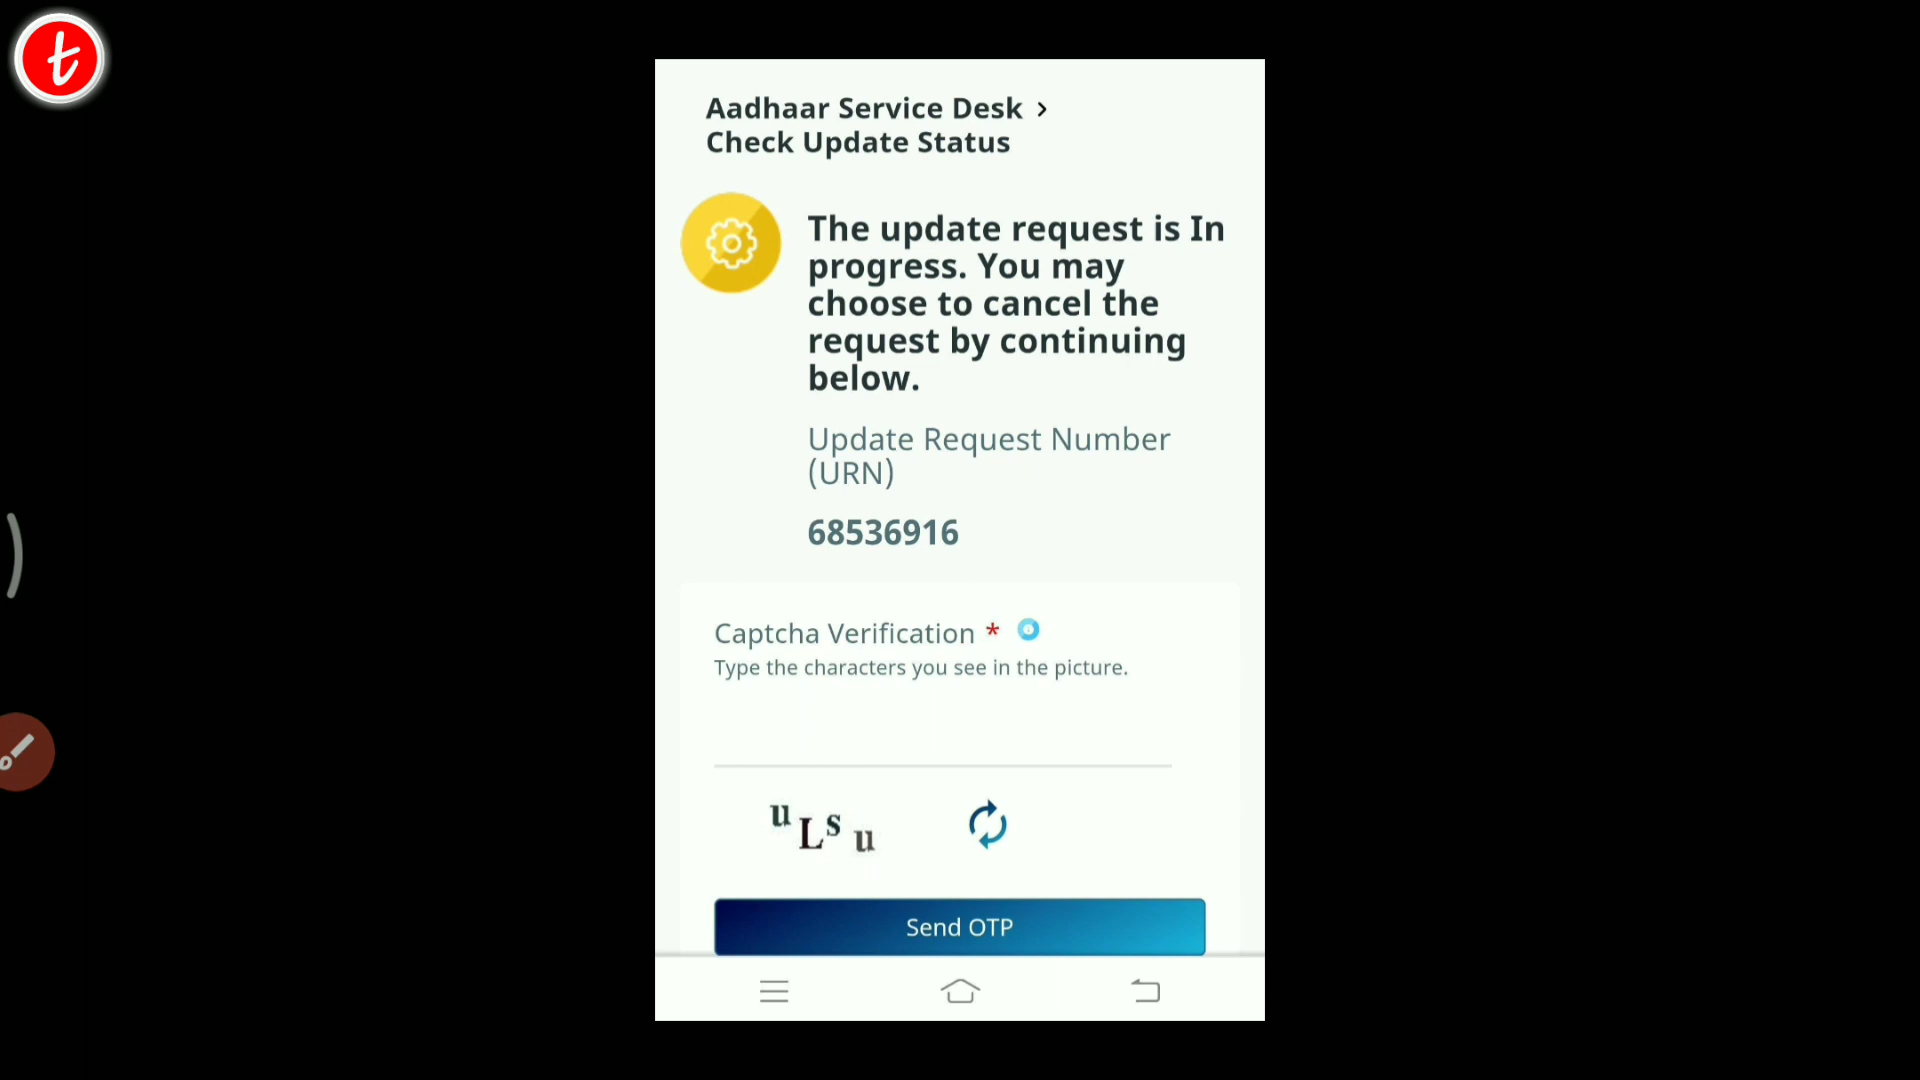 t
Aadhaar Service Desk >
Check Update Status
The update request is In
progress. You may
choose to cancel the
request by continuing
below.
Update Request Number
(URN)
68536916
Captcha Verification *
Type the characters you see in the picture.
uLsu
Send OTP